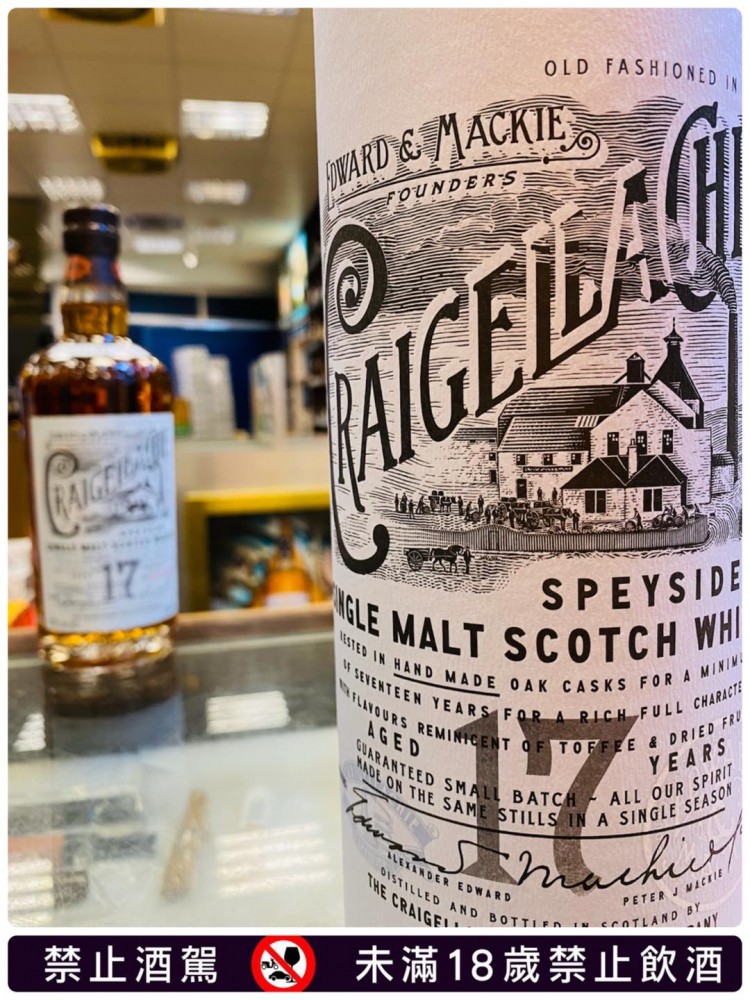 OLD FASHIONED IN
EDWARD & MACKIE
FOUNDERS
CRAIGELLACHI
SPEYSIDE
SINGLE MALT SCOTCH WHI
RESTED IN HAND MADE OAK CASKS FOR A MINIMU
OF SEVENTEEN YEARS FOR A RICH FULL CHARACTE
WITH FLAVOURS REMINICENT OF TOFFEE & DRIED FRU
AGED 17 YEARS
GUARANTEED SMALL BATCH ~ ALL OUR SPIRIT
MADE ON THE SAME STILLS IN A SINGLE SEASON
ALEXANDER EDWARD
PETER J MACKIE
DISTILLED AND BOTTLED IN SCOTLAND BY
THE CRAIGELL
PANY
CRAIGELLACHIE
SINGLE MALT SCOTCH
17
禁止酒駕 未滿18歲禁止飲酒